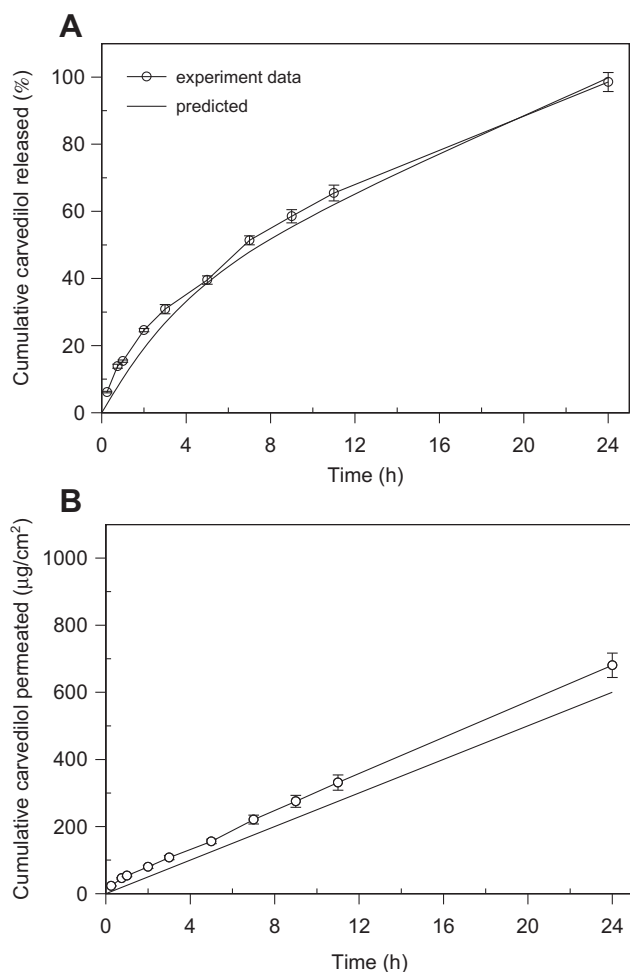 A
100
80
60
40
20
0
Cumulative carvedilol released (%)
experiment data
predicted
0 4 8 12 16 20 24
Time (h)
B
1000
800
600
400
200
0
Cumulative carvedilol permeated (µg/cm²)
0 4 8 12 16 20 24
Time (h)